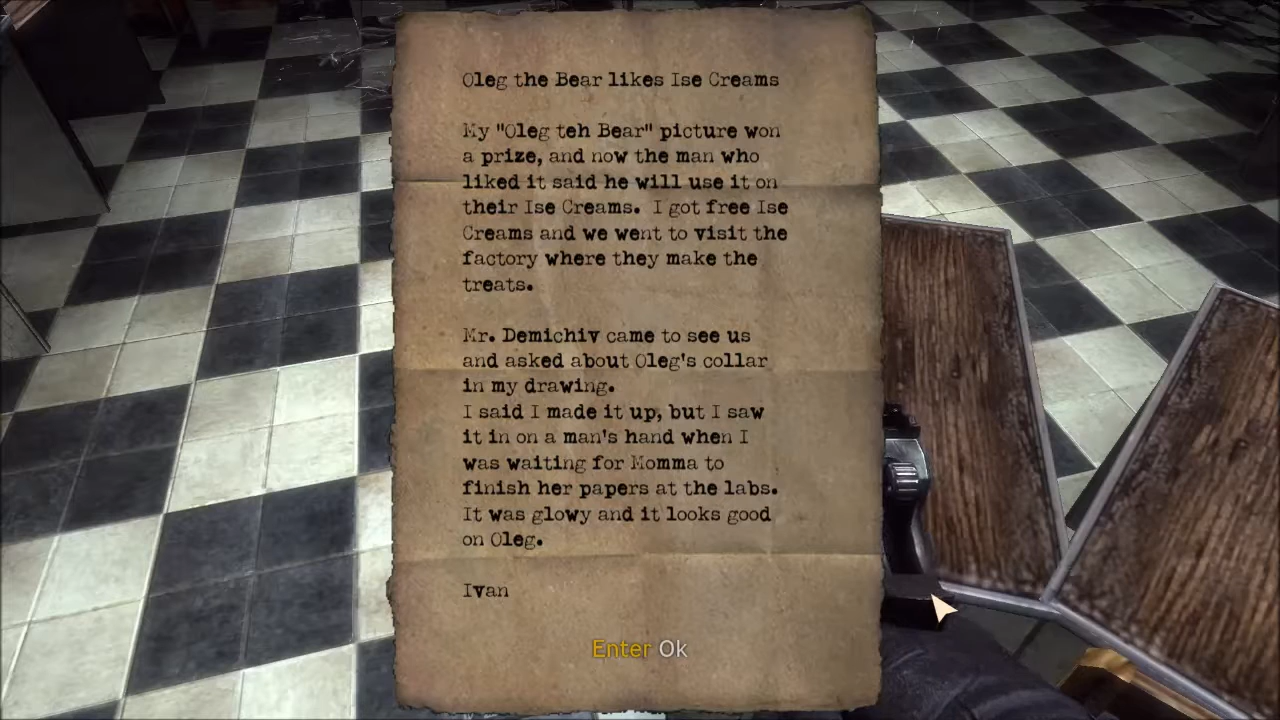 Oleg the Bear likes Ise Creams
My "Oleg teh Bear" picture won
a prize, and now the man who
liked it said he will use it on
their Ise Creams. I got free Ise
Creams and we went to visit the
factory where they make the
treats.
Mr. Demichiv came to see us
and asked about Oleg's collar
in my drawing.
I said I made it up, but I saw
it in on a man's hand when I
was waiting for Momma to
finish her papers at the labs.
It was glowy and it looks good
on Oleg.
Ivan
Enter Ok